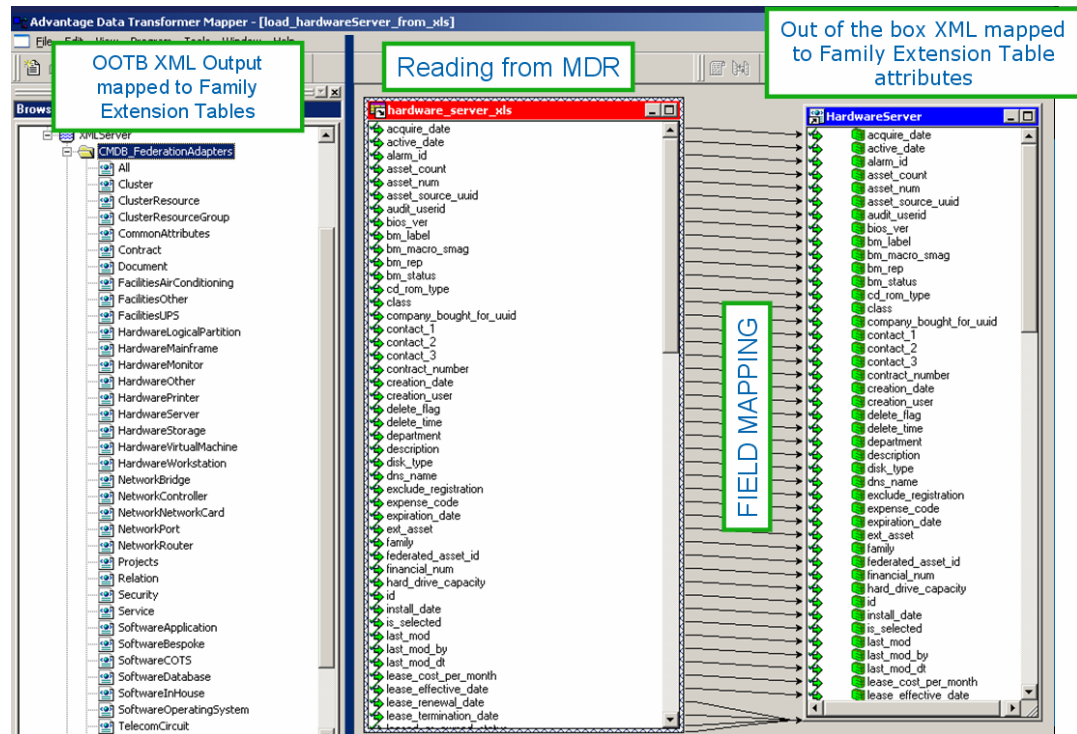 Advantage Data Transformer Mapper - [load_hardwareServer_from_xls]
File Edit View Program Tools Window Help
OOTB XML Output
mapped to Family
Extension Tables
Reading from MDR
Out of the box XML mapped
to Family Extension Table
attributes
Brows
XMLServer
CMDB_FederationAdapters
All
Cluster
ClusterResource
ClusterResourceGroup
CommonAttributes
Contract
Document
FacilitiesAirConditioning
FacilitiesOther
FacilitiesUPS
HardwareLogicalPartition
HardwareMainframe
HardwareMonitor
HardwareOther
HardwarePrinter
HardwareServer
HardwareStorage
HardwareVirtualMachine
HardwareWorkstation
NetworkBridge
NetworkController
NetworkNetworkCard
NetworkPort
NetworkRouter
Projects
Relation
Security
Service
SoftwareApplication
SoftwareBespoke
SoftwareCOTS
SoftwareDatabase
SoftwareInHouse
SoftwareOperatingSystem
TelecomCircuit
hardware_server_xls
acquire_date
active_date
alarm_id
asset_count
asset_num
asset_source_uuid
audit_userid
bios_ver
bm_label
bm_macro_smag
bm_rep
bm_status
cd_rom_type
class
company_bought_for_uuid
contact_1
contact_2
contact_3
contract_number
creation_date
creation_user
delete_flag
delete_time
department
description
disk_type
dns_name
exclude_registration
expense_code
expiration_date
ext_asset
family
federated_asset_id
financial_num
hard_drive_capacity
id
install_date
is_selected
last_mod
last_mod_by
last_mod_dt
lease_cost_per_month
lease_effective_date
lease_renewal_date
lease_termination_date
FIELD MAPPING
HardwareServer
acquire_date
active_date
alarm_id
asset_count
asset_num
asset_source_uuid
audit_userid
bios_ver
bm_label
bm_macro_smag
bm_rep
bm_status
cd_rom_type
class
company_bought_for_uuid
contact_1
contact_2
contact_3
contract_number
creation_date
creation_user
delete_flag
delete_time
department
description
disk_type
dns_name
exclude_registration
expense_code
expiration_date
ext_asset
family
federated_asset_id
financial_num
hard_drive_capacity
id
install_date
is_selected
last_mod
last_mod_by
last_mod_dt
lease_cost_per_month
lease_effective_date